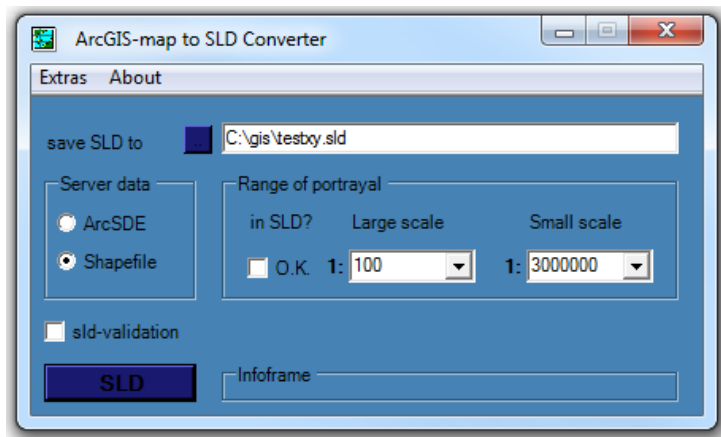 ArcGIS-map to SLD Converter
Extras About
save SLD to .. C:\gis\testxy.sld
Server data
ArcSDE
Shapefile
Range of portrayal
in SLD? Large scale Small scale
O.K. 1: 100 1: 3000000
sld-validation
SLD
Infoframe